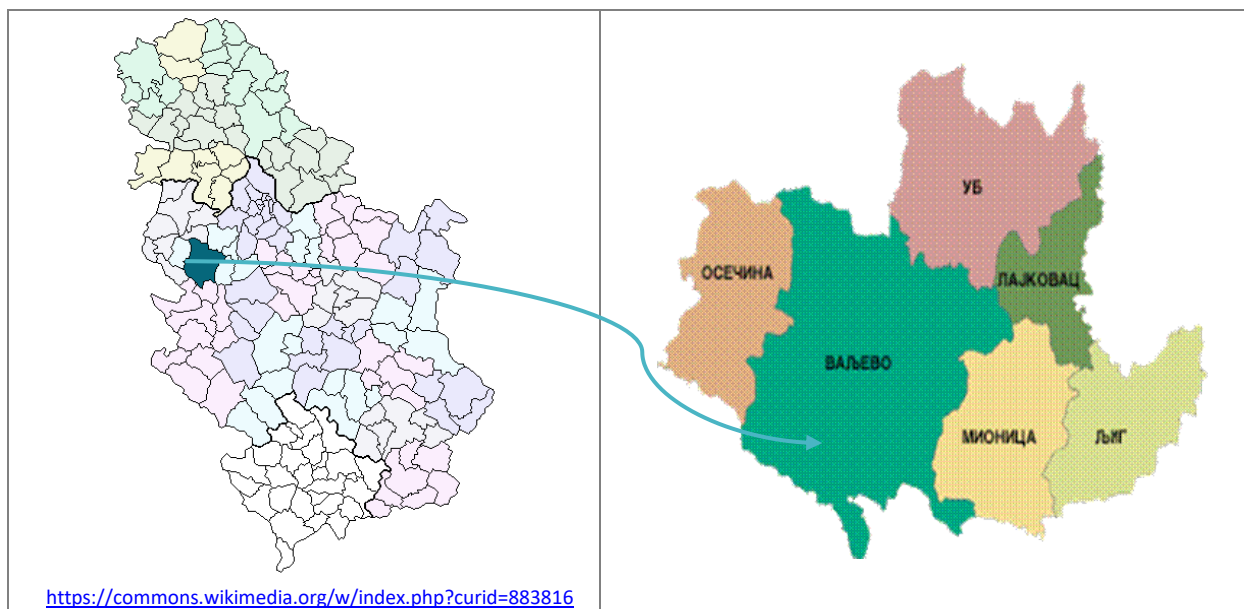 УБ
ОСЕЧИНА
ЛАЈКОВАЦ
ВАЉЕВО
МИОНИЦА
ЉИГ
https://commons.wikimedia.org/w/index.php?curid=883816